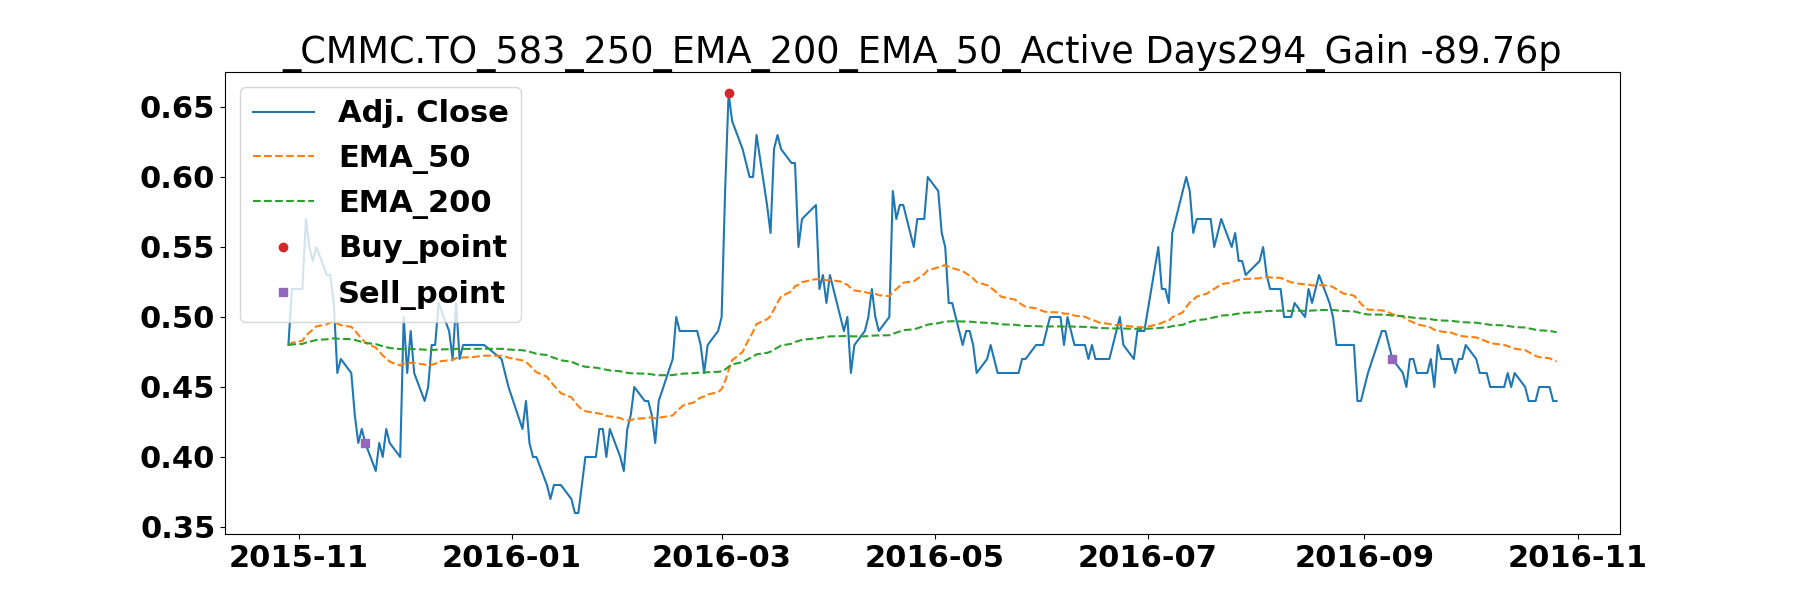 _CMMC.TO_583_250_EMA_200_EMA_50_Active Days294_Gain -89.76p
0.65
0.60
0.55
0.50
0.45
0.40
0.35
Adj. Close
EMA_50
EMA_200
Buy_point
Sell_point
2015-11 2016-01 2016-03 2016-05 2016-07 2016-09 2016-11